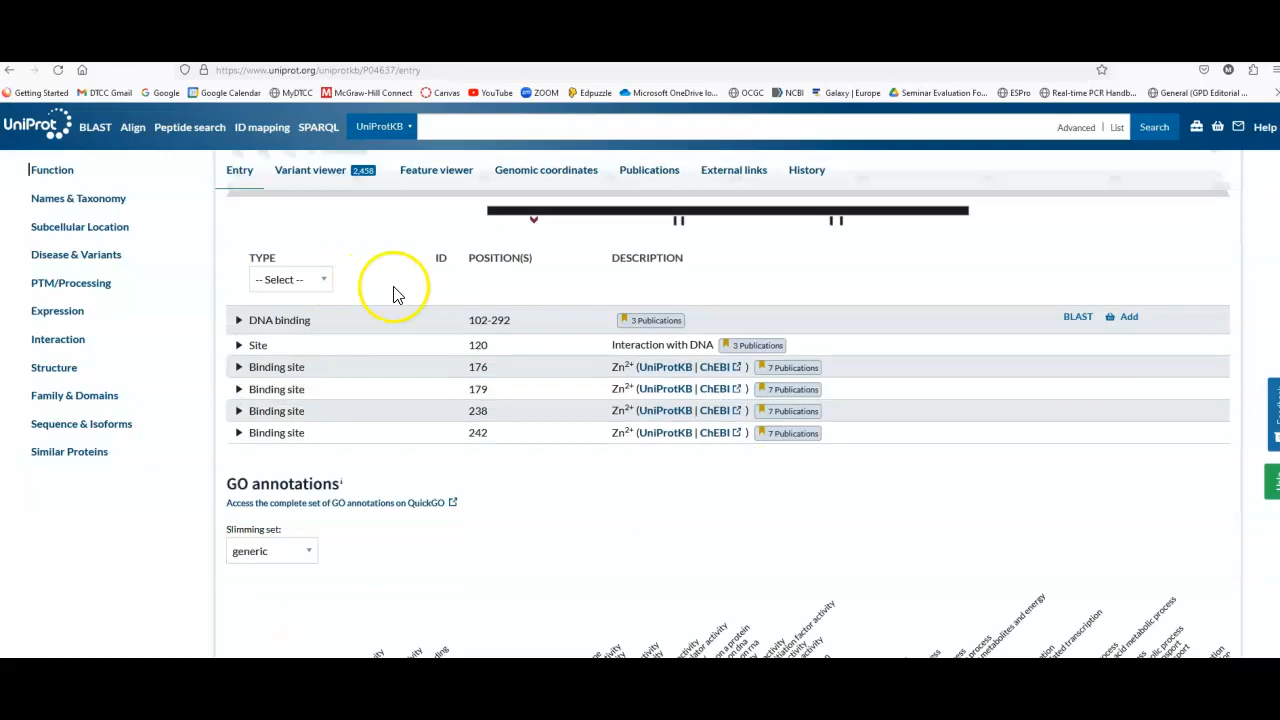 https://www.uniprot.org/uniprotkb/P04637/entry
Getting Started DTCC Gmail Google Google Calendar MyDTCC McGraw-Hill Connect Canvas YouTube ZOOM Edpuzzle Microsoft OneDrive lo... OCGC NCBI Galaxy | Europe Seminar Evaluation Fo... ESPro Real-time PCR Handb... General (GPD Editorial ...
UniProt BLAST Align Peptide search ID mapping SPARQL UniProtKB Advanced | List Search Help
Function
Names & Taxonomy
Subcellular Location
Disease & Variants
PTM/Processing
Expression
Interaction
Structure
Family & Domains
Sequence & Isoforms
Similar Proteins
Entry Variant viewer 2,458 Feature viewer Genomic coordinates Publications External links History
TYPE ID POSITION(S) DESCRIPTION
-- Select --
DNA binding 102-292 3 Publications BLAST Add
Site 120 Interaction with DNA 3 Publications
Binding site 176 Zn2+ (UniProtKB | ChEBI ) 7 Publications
Binding site 179 Zn2+ (UniProtKB | ChEBI ) 7 Publications
Binding site 238 Zn2+ (UniProtKB | ChEBI ) 7 Publications
Binding site 242 Zn2+ (UniProtKB | ChEBI ) 7 Publications
GO annotations i
Access the complete set of GO annotations on QuickGO
Slimming set:
generic